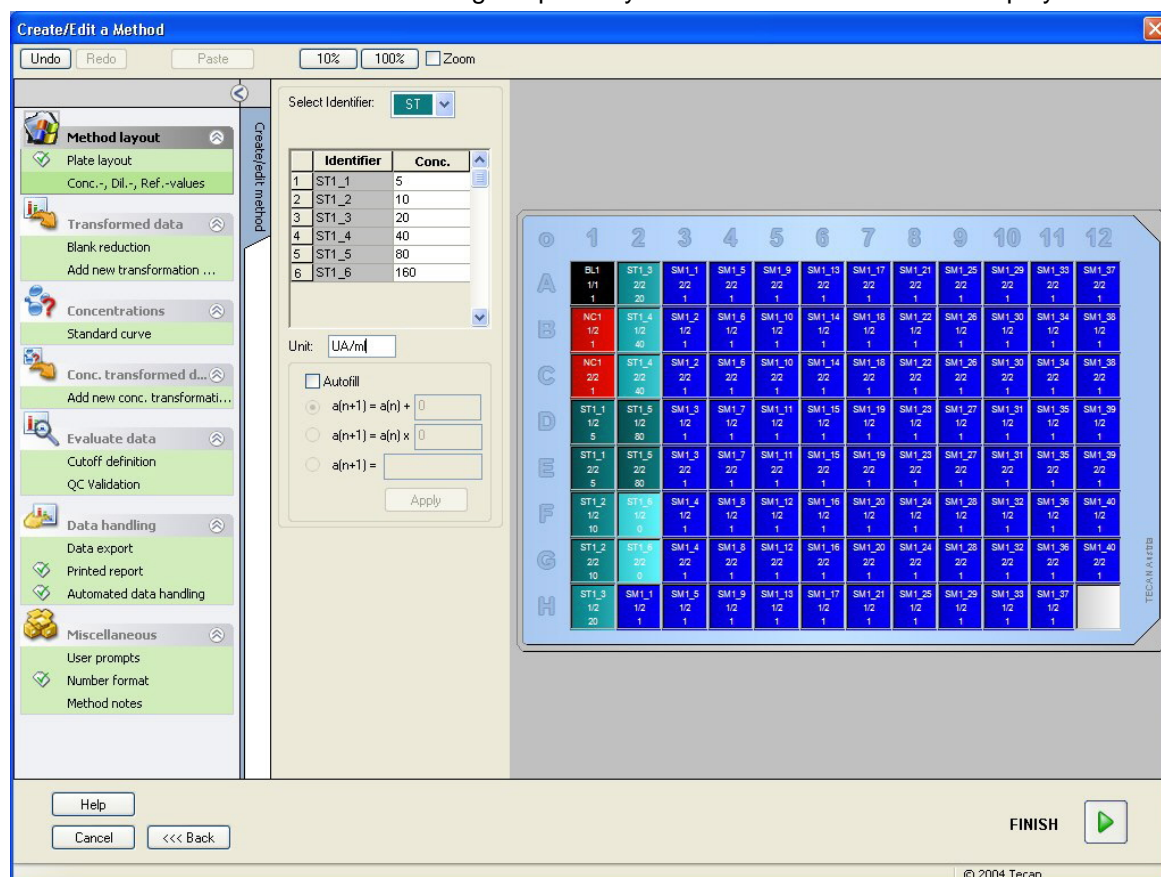 Create/Edit a Method
Undo Redo Paste 10% 100% Zoom
Method layout
Plate layout
Conc.-, Dil.-, Ref.-values
Transformed data
Blank reduction
Add new transformation ...
Concentrations
Standard curve
Conc. transformed d...
Add new conc. transformati...
Evaluate data
Cutoff definition
QC Validation
Data handling
Data export
Printed report
Automated data handling
Miscellaneous
User prompts
Number format
Method notes
Create/edit method
Select Identifier: ST
Identifier Conc.
1 ST1_1 5
2 ST1_2 10
3 ST1_3 20
4 ST1_4 40
5 ST1_5 80
6 ST1_6 160
Unit: UA/ml
Autofill
a(n+1) = a(n) + 0
a(n+1) = a(n) x 0
a(n+1) =
Apply
1 2 3 4 5 6 7 8 9 10 11 12
A
BL1 ST1_3 SM1_1 SM1_5 SM1_9 SM1_13 SM1_17 SM1_21 SM1_25 SM1_29 SM1_33 SM1_37
1/1 2/2 2/2 2/2 2/2 2/2 2/2 2/2 2/2 2/2 2/2 2/2
1 20 1 1 1 1 1 1 1 1 1 1
B
NC1 ST1_4 SM1_2 SM1_6 SM1_10 SM1_14 SM1_18 SM1_22 SM1_26 SM1_30 SM1_34 SM1_38
1/2 1/2 1/2 1/2 1/2 1/2 1/2 1/2 1/2 1/2 1/2 1/2
1 40 1 1 1 1 1 1 1 1 1 1
C
NC1 ST1_4 SM1_2 SM1_6 SM1_10 SM1_14 SM1_18 SM1_22 SM1_26 SM1_30 SM1_34 SM1_38
2/2 2/2 2/2 2/2 2/2 2/2 2/2 2/2 2/2 2/2 2/2 2/2
1 40 1 1 1 1 1 1 1 1 1 1
D
ST1_1 ST1_5 SM1_3 SM1_7 SM1_11 SM1_15 SM1_19 SM1_23 SM1_27 SM1_31 SM1_35 SM1_39
1/2 1/2 1/2 1/2 1/2 1/2 1/2 1/2 1/2 1/2 1/2 1/2
5 80 1 1 1 1 1 1 1 1 1 1
E
ST1_1 ST1_5 SM1_3 SM1_7 SM1_11 SM1_15 SM1_19 SM1_23 SM1_27 SM1_31 SM1_35 SM1_39
2/2 2/2 2/2 2/2 2/2 2/2 2/2 2/2 2/2 2/2 2/2 2/2
5 80 1 1 1 1 1 1 1 1 1 1
F
ST1_2 ST1_6 SM1_4 SM1_8 SM1_12 SM1_16 SM1_20 SM1_24 SM1_28 SM1_32 SM1_36 SM1_40
1/2 1/2 1/2 1/2 1/2 1/2 1/2 1/2 1/2 1/2 1/2 1/2
10 0 1 1 1 1 1 1 1 1 1 1
G
ST1_2 ST1_6 SM1_4 SM1_8 SM1_12 SM1_16 SM1_20 SM1_24 SM1_28 SM1_32 SM1_36 SM1_40
2/2 2/2 2/2 2/2 2/2 2/2 2/2 2/2 2/2 2/2 2/2 2/2
10 0 1 1 1 1 1 1 1 1 1 1
H
ST1_3 SM1_1 SM1_5 SM1_9 SM1_13 SM1_17 SM1_21 SM1_25 SM1_29 SM1_33 SM1_37
1/2 1/2 1/2 1/2 1/2 1/2 1/2 1/2 1/2 1/2 1/2
20 1 1 1 1 1 1 1 1 1 1
TECAN Austria
Help
Cancel <<< Back
FINISH
© 2004 Tecan